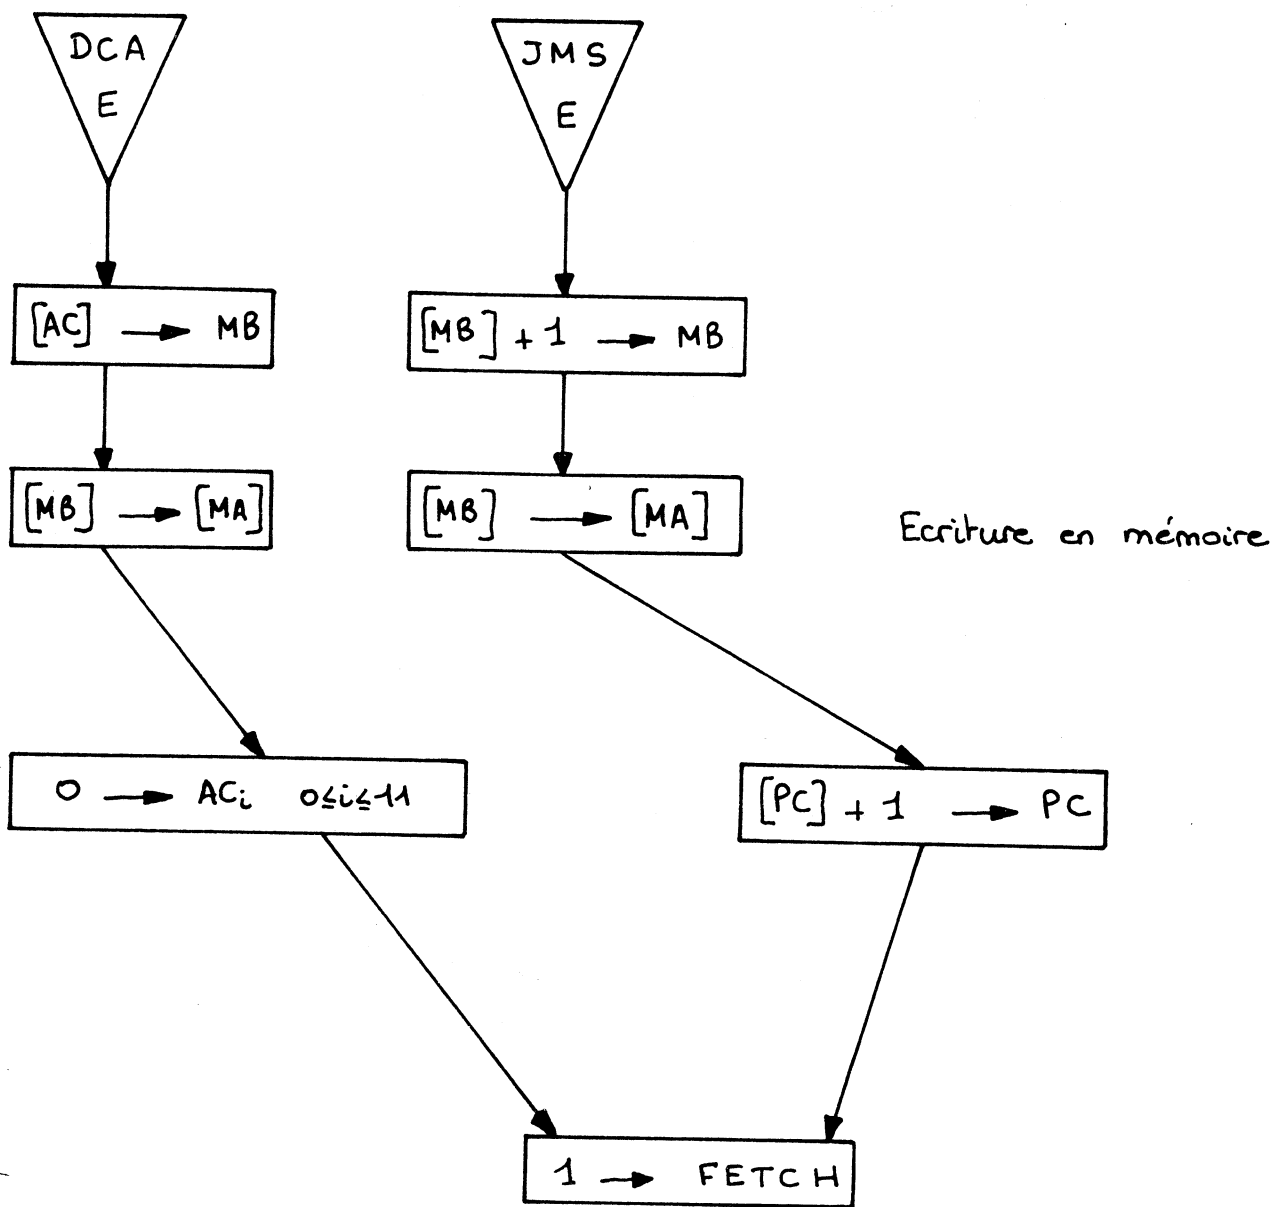 DCA
E
JMS
E
[AC] → MB
[MB] + 1 → MB
[MB] → [MA]
[MB] → [MA]
Ecriture en mémoire
0 → ACi 0≤i≤11
[PC] + 1 → PC
1 → FETCH